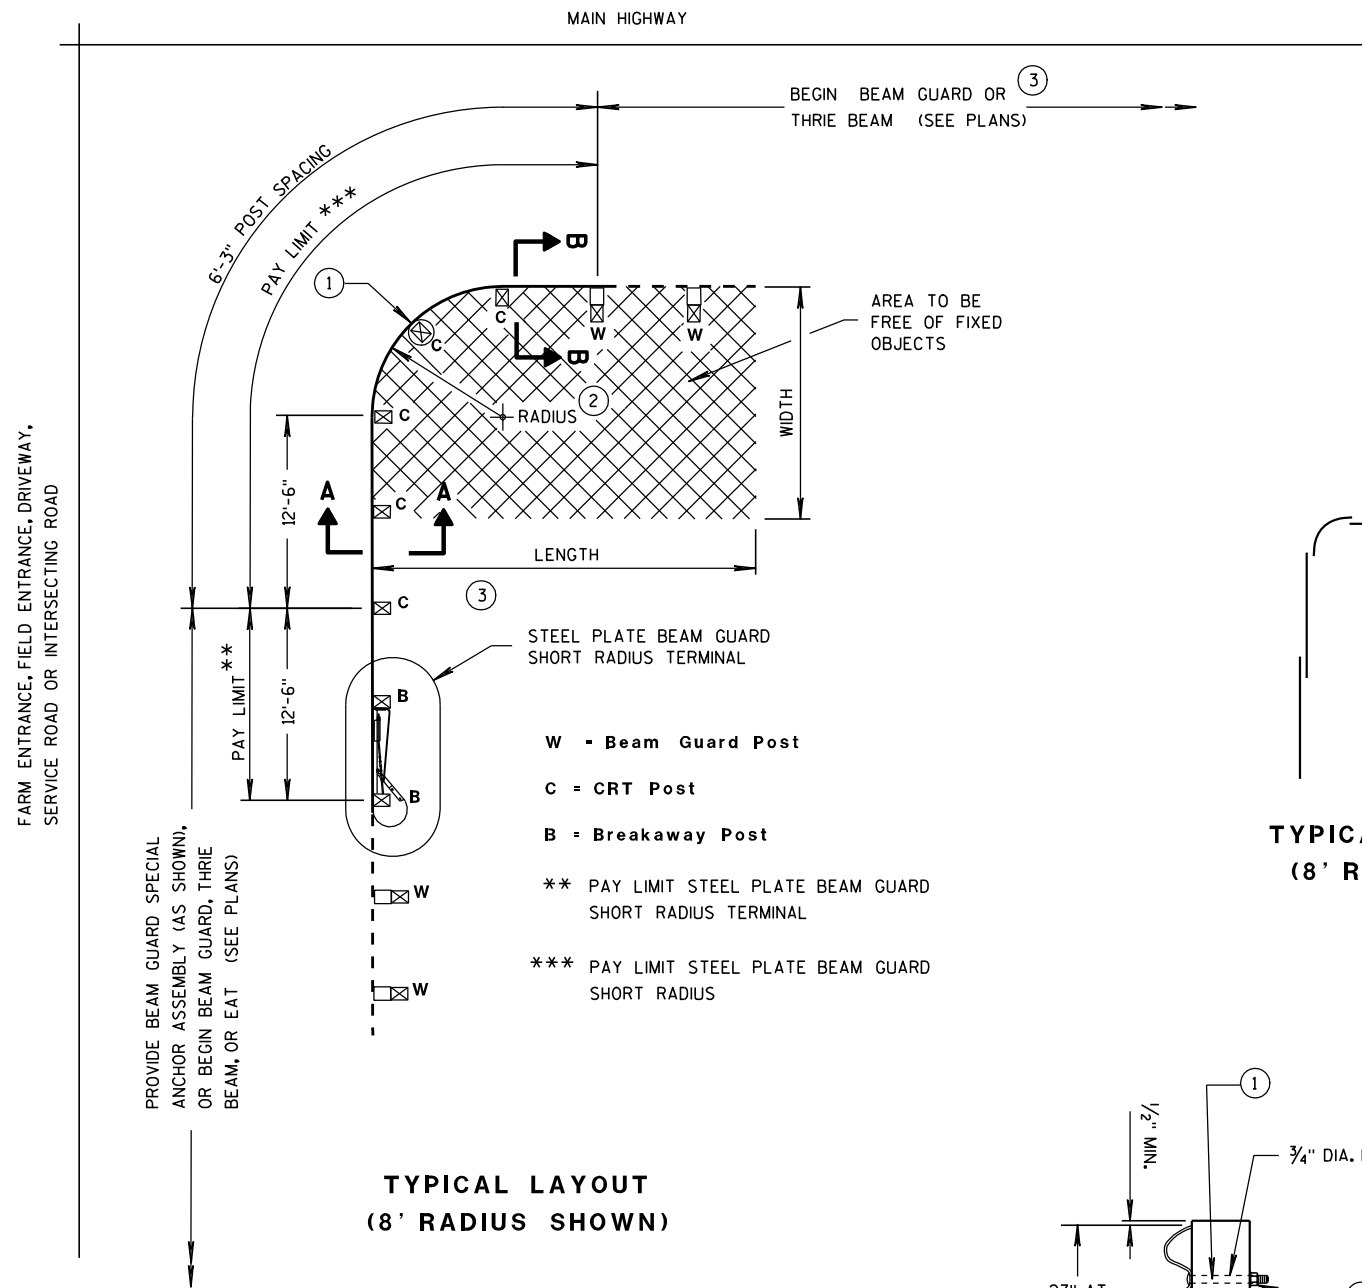 MAIN HIGHWAY
BEGIN BEAM GUARD OR
THRIE BEAM (SEE PLANS)
3
6'-3" POST SPACING
PAY LIMIT ***
1
B
B
C
W
W
C
AREA TO BE
FREE OF FIXED
OBJECTS
2
RADIUS
WIDTH
C
12'-6"
A
A
C
LENGTH
C
3
STEEL PLATE BEAM GUARD
SHORT RADIUS TERMINAL
PAY LIMIT **
12'-6"
B
B
FARM ENTRANCE, FIELD ENTRANCE, DRIVEWAY,
SERVICE ROAD OR INTERSECTING ROAD
W - Beam Guard Post
C - CRT Post
B - Breakaway Post
** PAY LIMIT STEEL PLATE BEAM GUARD
SHORT RADIUS TERMINAL
*** PAY LIMIT STEEL PLATE BEAM GUARD
SHORT RADIUS
W
W
PROVIDE BEAM GUARD SPECIAL
ANCHOR ASSEMBLY (AS SHOWN),
OR BEGIN BEAM GUARD, THRIE
BEAM, OR EAT (SEE PLANS)
TYPICAL LAYOUT
(8' RADIUS SHOWN)
TYPICA
(8' R
1
1/2" MIN.
3/4" DIA.